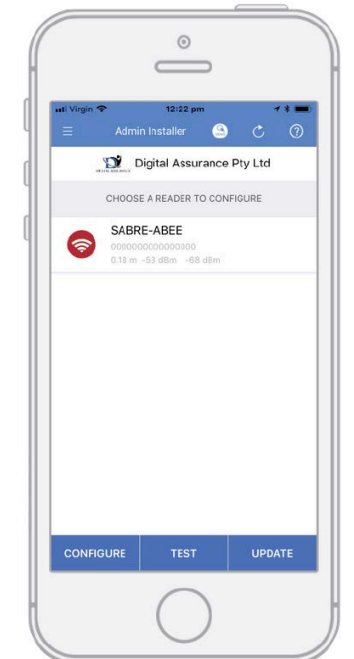 Virgin 12:22 pm
Admin Installer
Digital Assurance Pty Ltd
CHOOSE A READER TO CONFIGURE
SABRE-ABEE
0.18 m -53 dBm -68 dBm
CONFIGURE TEST UPDATE